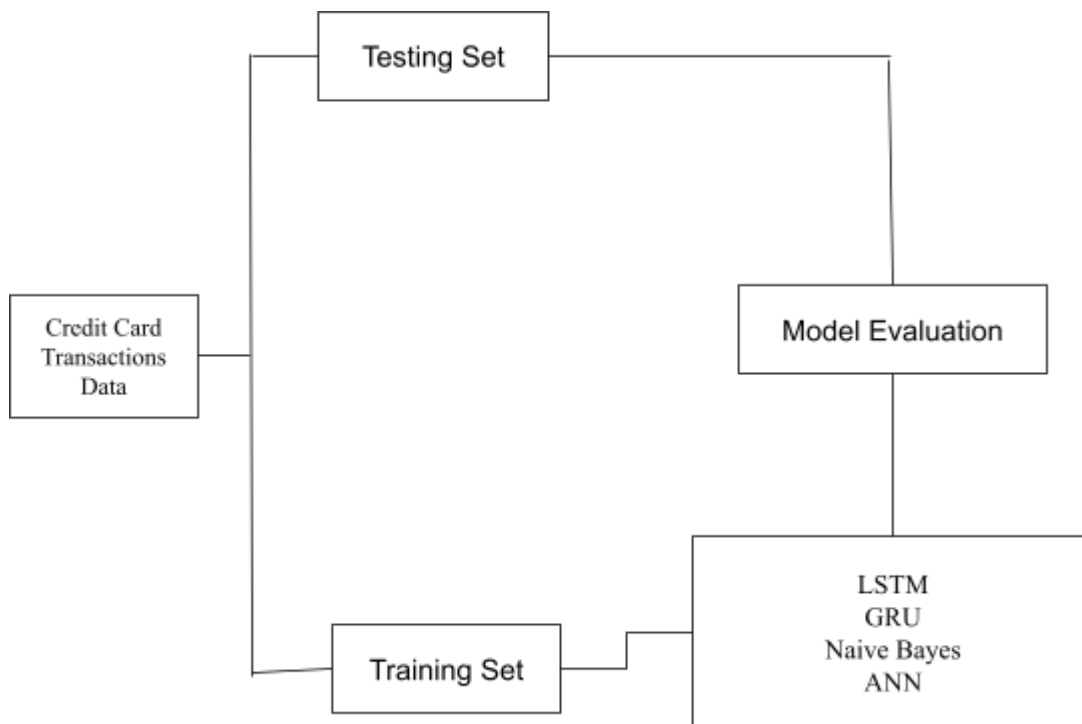 Testing Set
Credit Card
Transactions
Data
Model Evaluation
LSTM
GRU
Naive Bayes
ANN
Training Set